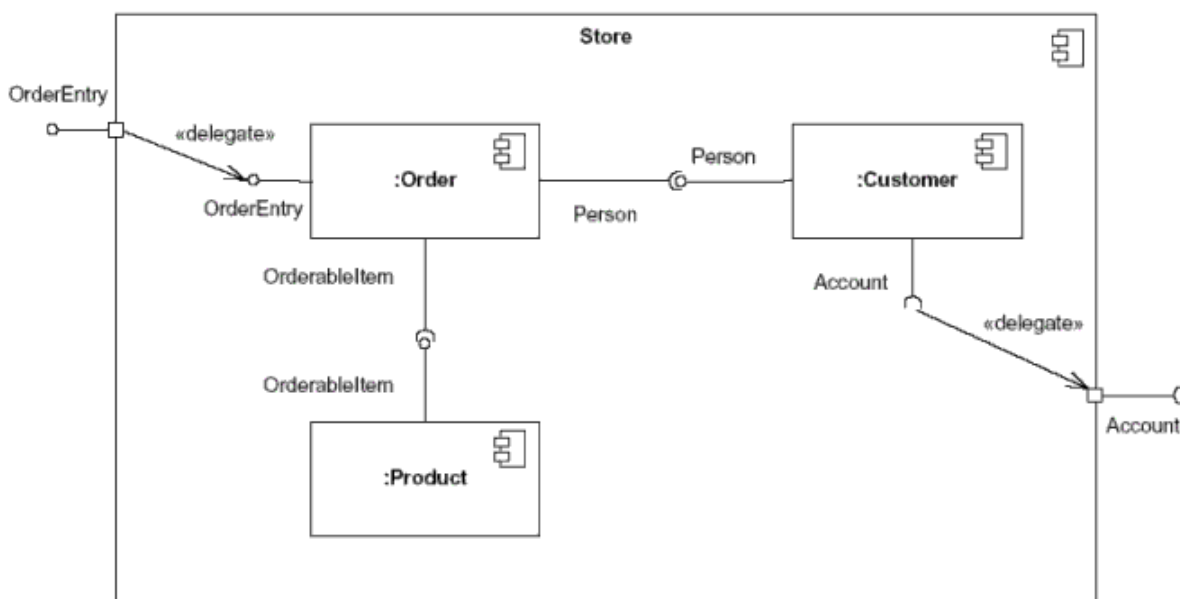 Store
OrderEntry
«delegate»
:Order
Person
:Customer
OrderEntry
Person
OrderableItem
Account
«delegate»
OrderableItem
Account
:Product